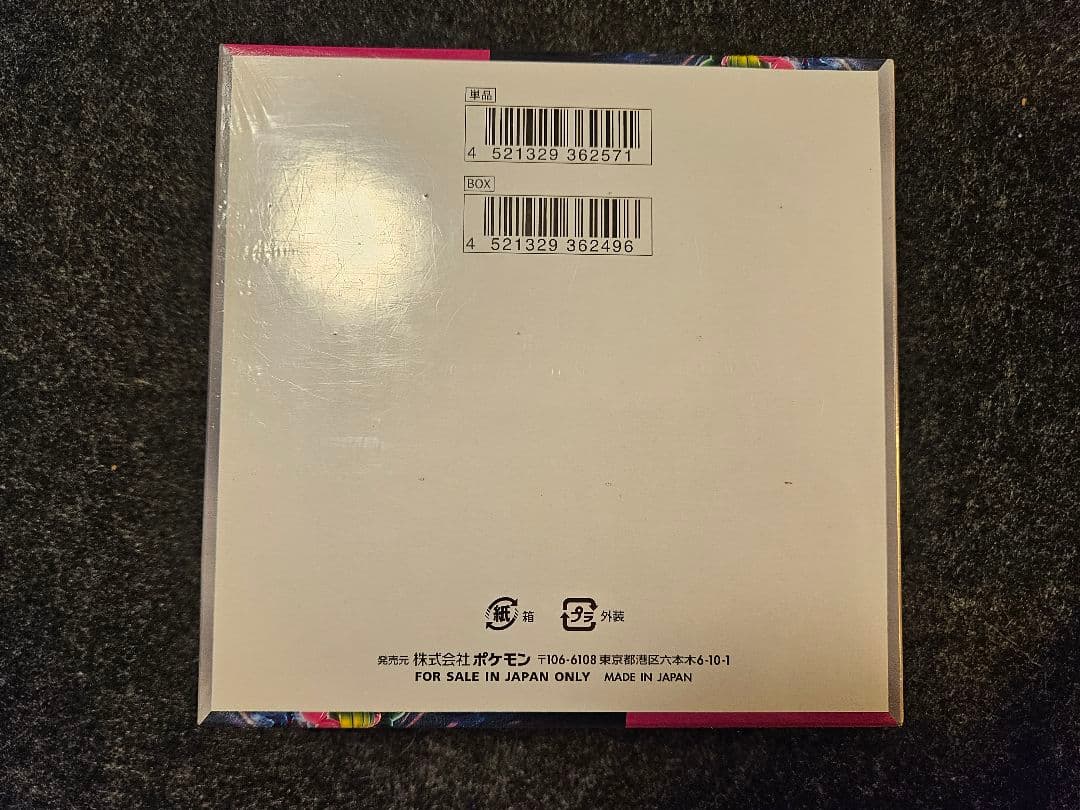 単品
4 521329 362571
BOX
4 521329 362496
紙 箱 プラ 外装
発売元 株式会社 ポケモン 〒106-6108 東京都港区六本木6-10-1
FOR SALE IN JAPAN ONLY MADE IN JAPAN